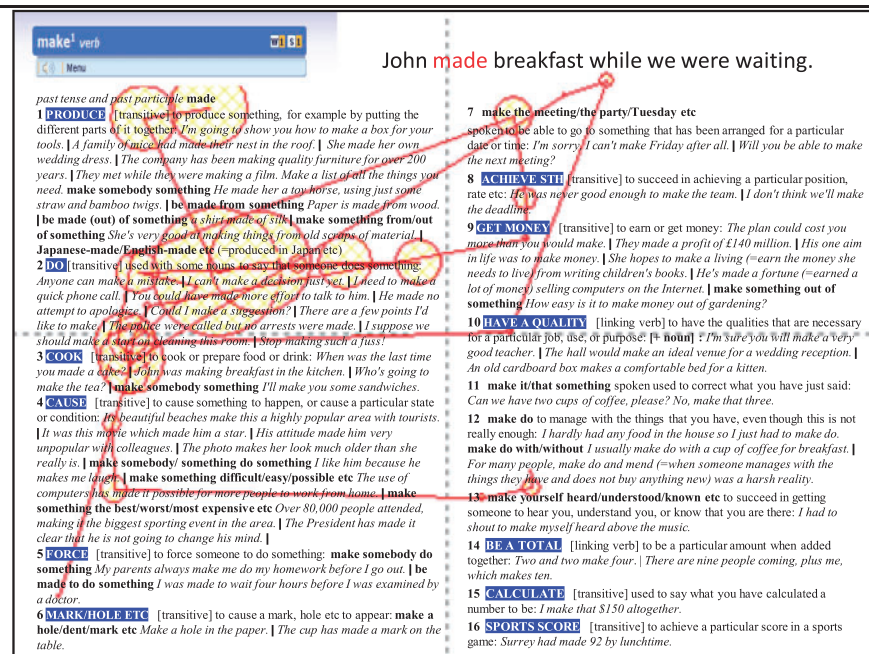 make¹ verb W1 S1
Menu
John made breakfast while we were waiting.
past tense and past participle made
1 PRODUCE [transitive] to produce something, for example by putting the
different parts of it together: I'm going to show you how to make a box for your
tools. | A family of mice had made their nest in the roof. | She made her own
wedding dress. | The company has been making quality furniture for over 200
years. | They met while they were making a film. Make a list of all the things you
need. make somebody something He made her a toy horse, using just some
straw and bamboo twigs. | be made from something Paper is made from wood.
| be made (out) of something a shirt made of silk | make something from/out
of something She's very good at making things from old scraps of material. |
Japanese-made/English-made etc (=produced in Japan etc)
2 DO [transitive] used with some nouns to say that someone does something:
Anyone can make a mistake. | I can't make a decision just yet. | I need to make a
quick phone call. | You could have made more effort to talk to him. | He made no
attempt to apologize. | Could I make a suggestion? | There are a few points I'd
like to make. | The police were called but no arrests were made. | I suppose we
should make a start on cleaning this room. | Stop making such a fuss!
3 COOK [transitive] to cook or prepare food or drink: When was the last time
you made a cake? | John was making breakfast in the kitchen. | Who's going to
make the tea? | make somebody something I'll make you some sandwiches.
4 CAUSE [transitive] to cause something to happen, or cause a particular state
or condition: Its beautiful beaches make this a highly popular area with tourists.
| It was this movie which made him a star. | His attitude made him very
unpopular with colleagues. | The photo makes her look much older than she
really is. | make somebody/ something do something I like him because he
makes me laugh. | make something difficult/easy/possible etc The use of
computers has made it possible for more people to work from home. | make
something the best/worst/most expensive etc Over 80,000 people attended,
making it the biggest sporting event in the area. | The President has made it
clear that he is not going to change his mind. |
5 FORCE [transitive] to force someone to do something: make somebody do
something My parents always make me do my homework before I go out. | be
made to do something I was made to wait four hours before I was examined by
a doctor.
6 MARK/HOLE ETC [transitive] to cause a mark, hole etc to appear: make a
hole/dent/mark etc Make a hole in the paper. | The cup has made a mark on the
table.
7 make the meeting/the party/Tuesday etc
spoken to be able to go to something that has been arranged for a particular
date or time: I'm sorry, I can't make Friday after all. | Will you be able to make
the next meeting?
8 ACHIEVE STH [transitive] to succeed in achieving a particular position,
rate etc: He was never good enough to make the team. | I don't think we'll make
the deadline.
9 GET MONEY [transitive] to earn or get money: The plan could cost you
more than you would make. | They made a profit of £140 million. | His one aim
in life was to make money. | She hopes to make a living (=earn the money she
needs to live) from writing children's books. | He's made a fortune (=earned a
lot of money) selling computers on the Internet. | make something out of
something How easy is it to make money out of gardening?
10 HAVE A QUALITY [linking verb] to have the qualities that are necessary
for a particular job, use, or purpose: [+ noun] : I'm sure you will make a very
good teacher. | The hall would make an ideal venue for a wedding reception. |
An old cardboard box makes a comfortable bed for a kitten.
11 make it/that something spoken used to correct what you have just said:
Can we have two cups of coffee, please? No, make that three.
12 make do to manage with the things that you have, even though this is not
really enough: I hardly had any food in the house so I just had to make do.
make do with/without I usually make do with a cup of coffee for breakfast. |
For many people, make do and mend (=when someone manages with the
things they have and does not buy anything new) was a harsh reality.
13 make yourself heard/understood/known etc to succeed in getting
someone to hear you, understand you, or know that you are there: I had to
shout to make myself heard above the music.
14 BE A TOTAL [linking verb] to be a particular amount when added
together: Two and two make four. | There are nine people coming, plus me,
which makes ten.
15 CALCULATE [transitive] used to say what you have calculated a
number to be: I make that $150 altogether.
16 SPORTS SCORE [transitive] to achieve a particular score in a sports
game: Surrey had made 92 by lunchtime.